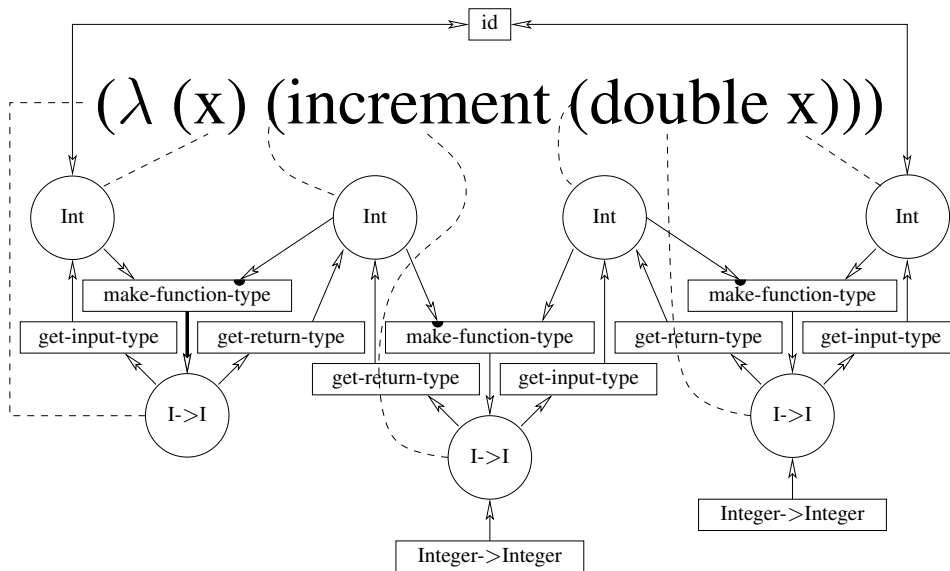 id
(λ (x) (increment (double x)))
Int Int Int Int
make-function-type make-function-type
get-input-type get-return-type make-function-type get-return-type get-input-type
get-return-type get-input-type
I->I I->I
I->I
Integer->Integer
Integer->Integer